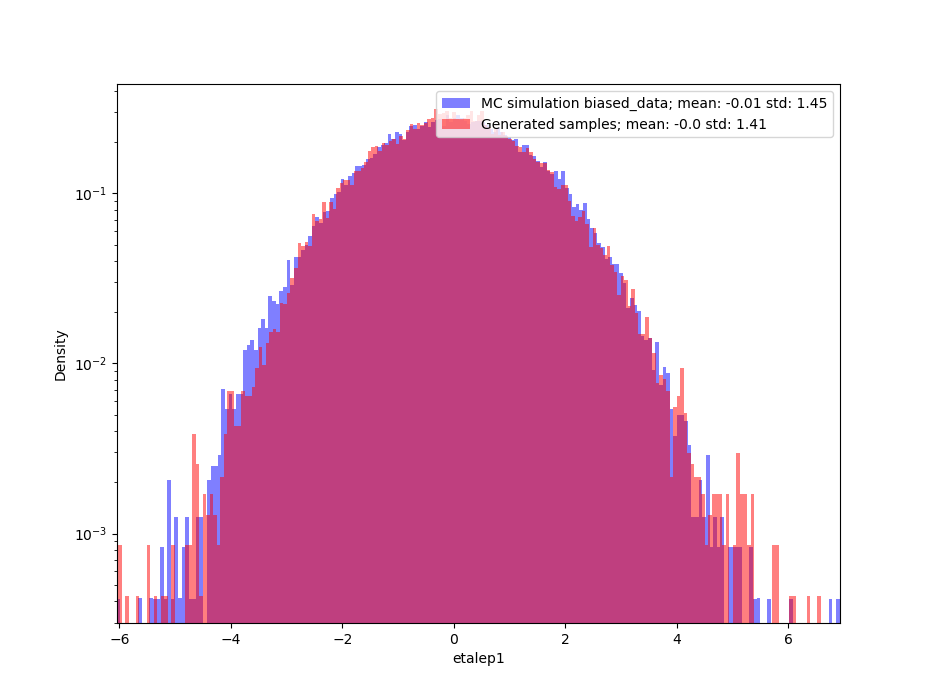 MC simulation biased_data; mean: -0.01 std: 1.45
Generated samples; mean: -0.0 std: 1.41
Density
10⁻¹
10⁻²
10⁻³
−6 −4 −2 0 2 4 6
etalep1